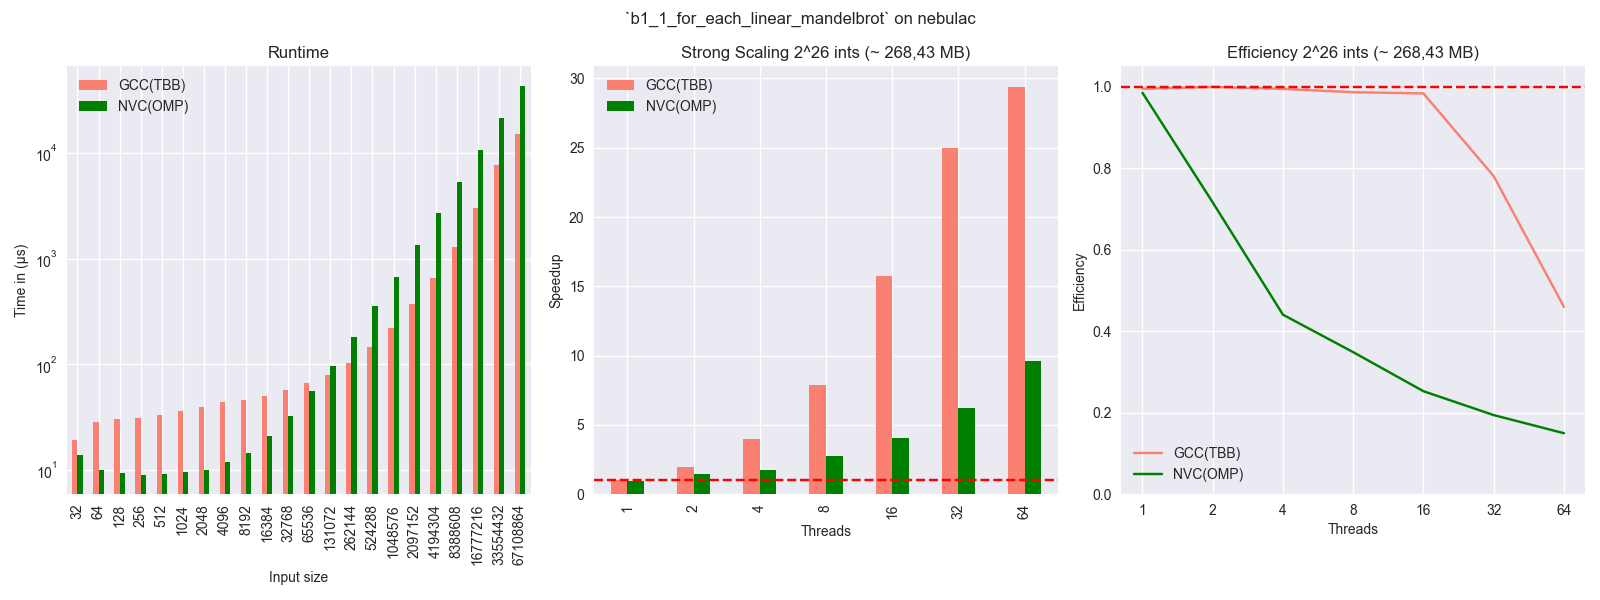 `b1_1_for_each_linear_mandelbrot` on nebulac
Runtime
GCC(TBB)
NVC(OMP)
Time in (µs)
10^4
10^3
10^2
10^1
32 64 128 256 512 1024 2048 4096 8192 16384 32768 65536 131072 262144 524288 1048576 2097152 4194304 8388608 16777216 33554432 67108864
Input size
Strong Scaling 2^26 ints (~ 268,43 MB)
GCC(TBB)
NVC(OMP)
Speedup
30
25
20
15
10
5
0
1 2 4 8 16 32 64
Threads
Efficiency 2^26 ints (~ 268,43 MB)
Efficiency
1.0
0.8
0.6
0.4
0.2
0.0
GCC(TBB)
NVC(OMP)
1 2 4 8 16 32 64
Threads